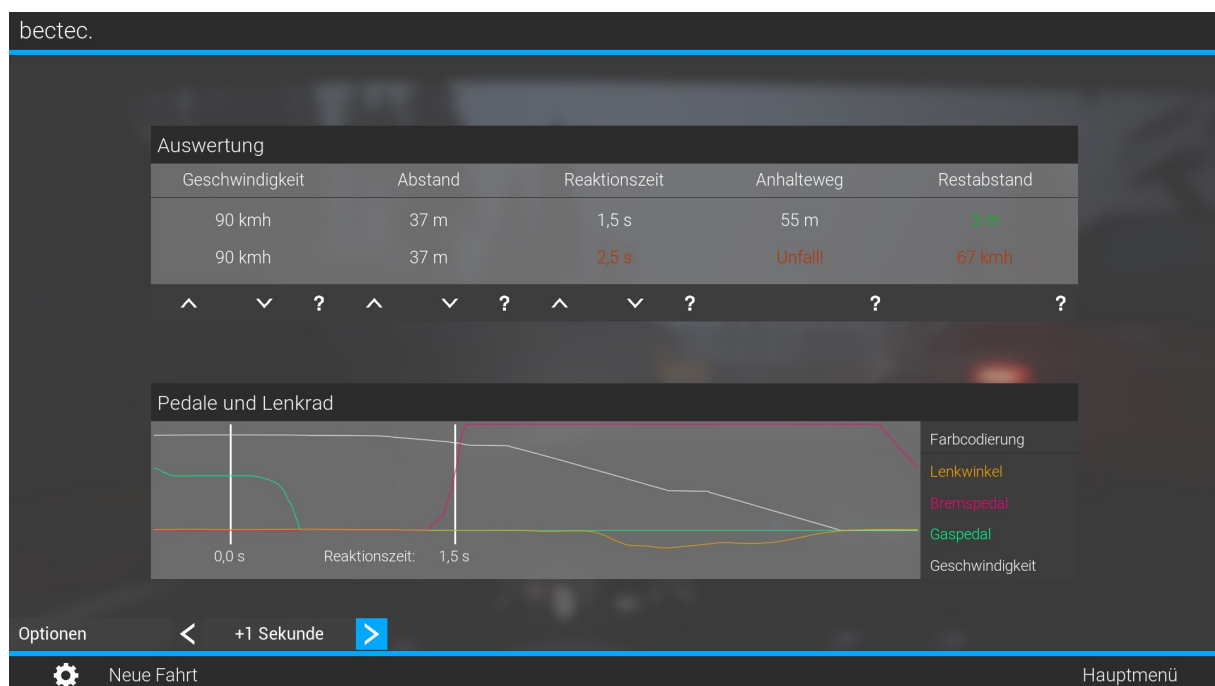 bectec.
Auswertung
Geschwindigkeit Abstand Reaktionszeit Anhalteweg Restabstand
90 kmh 37 m 1,5 s 55 m 3 m
90 kmh 37 m 2,5 s Unfall! 67 kmh
? ? ? ? ?
Pedale und Lenkrad
Farbcodierung
Lenkwinkel
Bremspedal
Gaspedal
Geschwindigkeit
0,0 s Reaktionszeit: 1,5 s
Optionen < +1 Sekunde >
Neue Fahrt Hauptmenü